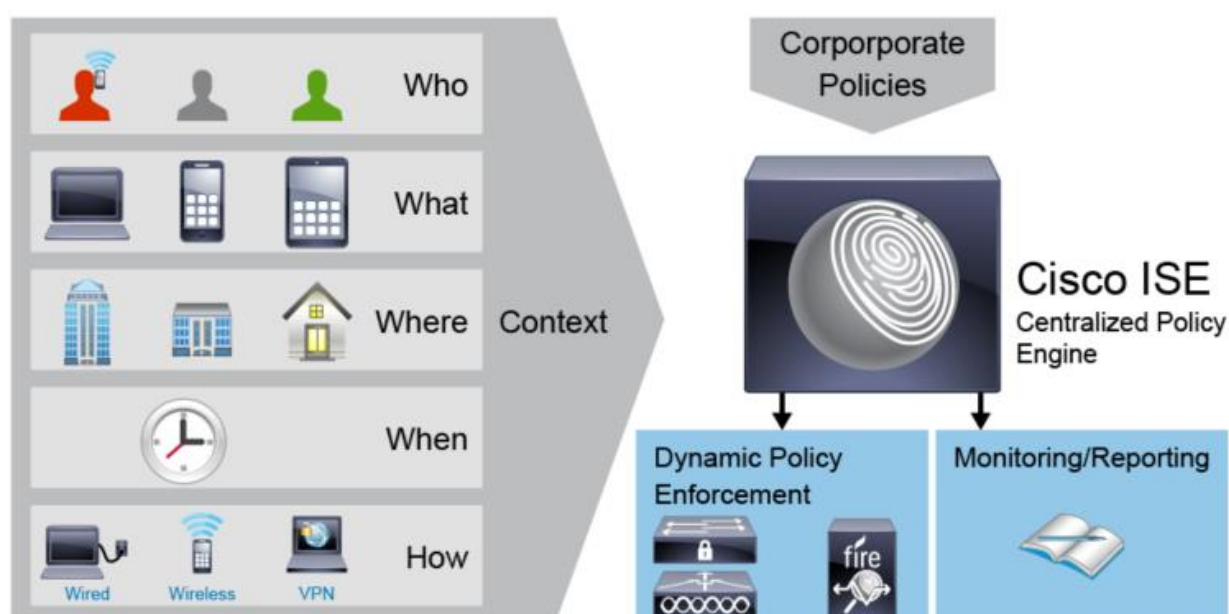 Who
What
Where
When
How
Wired
Wireless
VPN
Context
Corporporate
Policies
Cisco ISE
Centralized Policy
Engine
Dynamic Policy
Enforcement
fire
Monitoring/Reporting